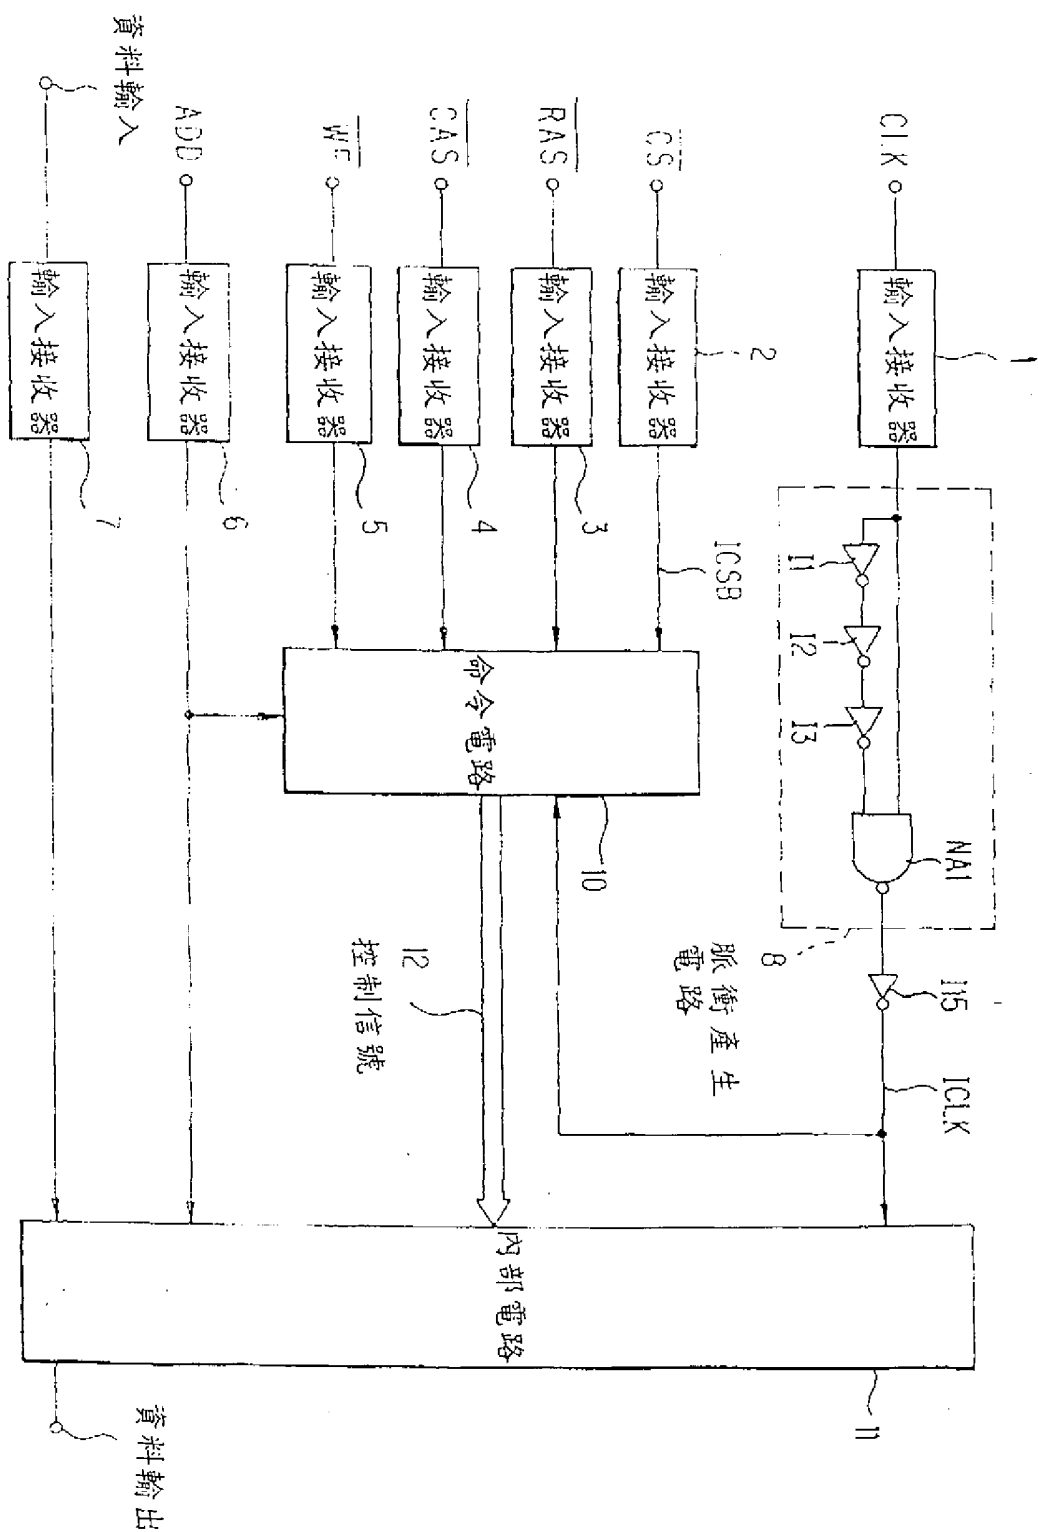 CLK
輸入接收器
1
I1
I2
I3
NA1
8
脈衝產生
電路
I15
ICLK
CS
輸入接收器
2
ICSB
RAS
輸入接收器
3
CAS
輸入接收器
4
輸入接收器
5
命令電路
10
12
控制信號
ADD
輸入接收器
6
資料輸入
輸入接收器
7
內部電路
11
資料輸出